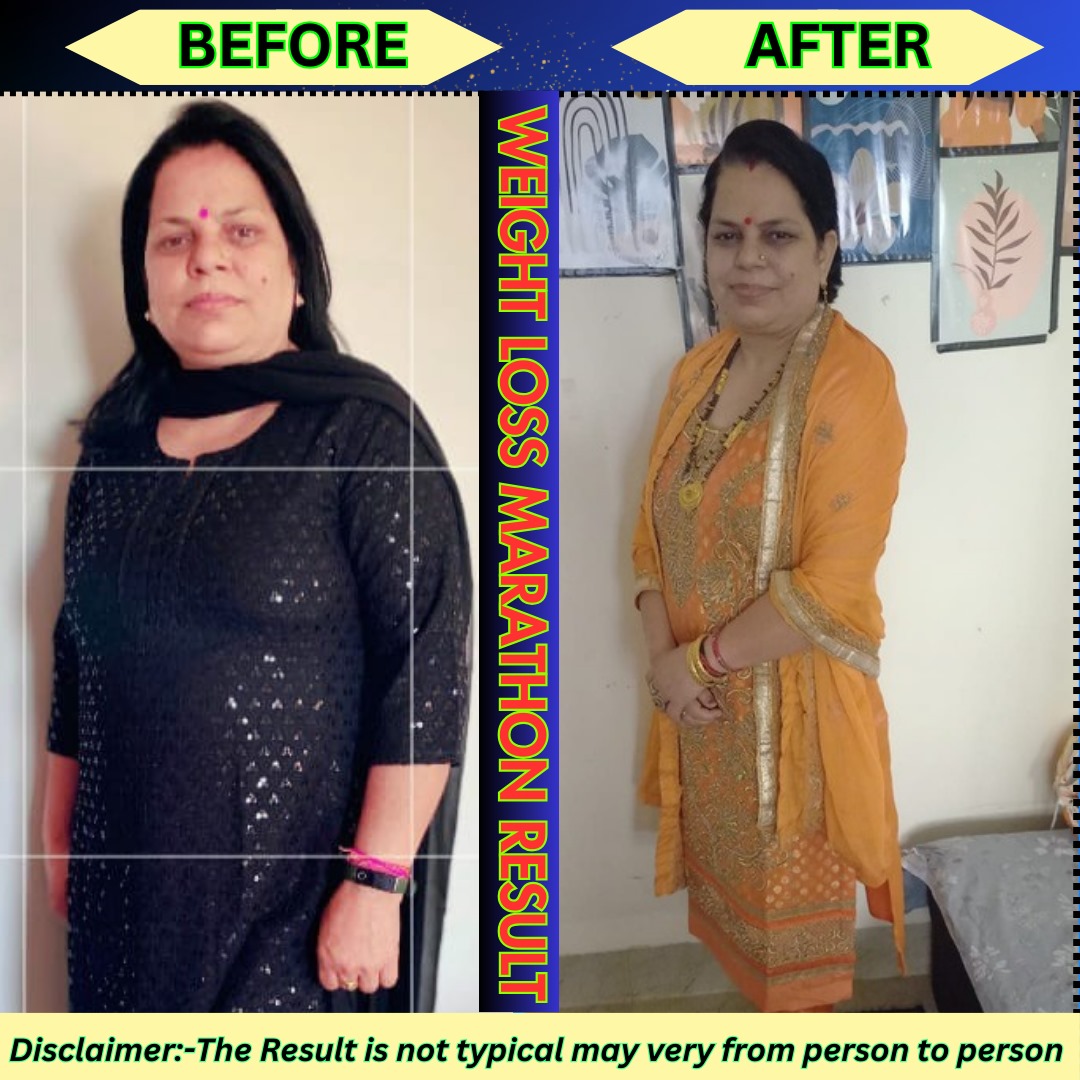 BEFORE
AFTER
WEIGHT LOSS MARATHON RESULT
Disclaimer:-The Result is not typical may very from person to person